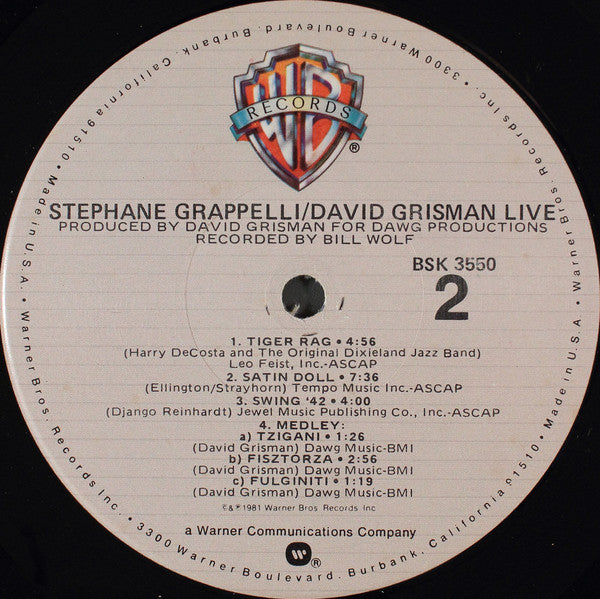 WB
RECORDS
®
STEPHANE GRAPPELLI/DAVID GRISMAN LIVE
PRODUCED BY DAVID GRISMAN FOR DAWG PRODUCTIONS
RECORDED BY BILL WOLF
BSK 3550
2
1. TIGER RAG • 4:56
(Harry DeCosta and The Original Dixieland Jazz Band)
Leo Feist, Inc.-ASCAP
2. SATIN DOLL • 7:36
(Ellington/Strayhorn) Tempo Music Inc.-ASCAP
3. SWING '42 • 4:00
(Django Reinhardt) Jewel Music Publishing Co., Inc.-ASCAP
4. MEDLEY:
a) TZIGANI • 1:26
(David Grisman) Dawg Music-BMI
b) FISZTORZA • 2:56
(David Grisman) Dawg Music-BMI
c) FULGINITI • 1:19
(David Grisman) Dawg Music-BMI
©&℗1981 Warner Bros. Records Inc
a Warner Communications Company
®
Made in U.S.A. • Warner Bros. Records Inc. • 3300 Warner Boulevard, Burbank, California 91510 • Made in U.S.A • Warner Bros Records Inc. • 3300 Warner Boulevard, Burbank, California 91510 •